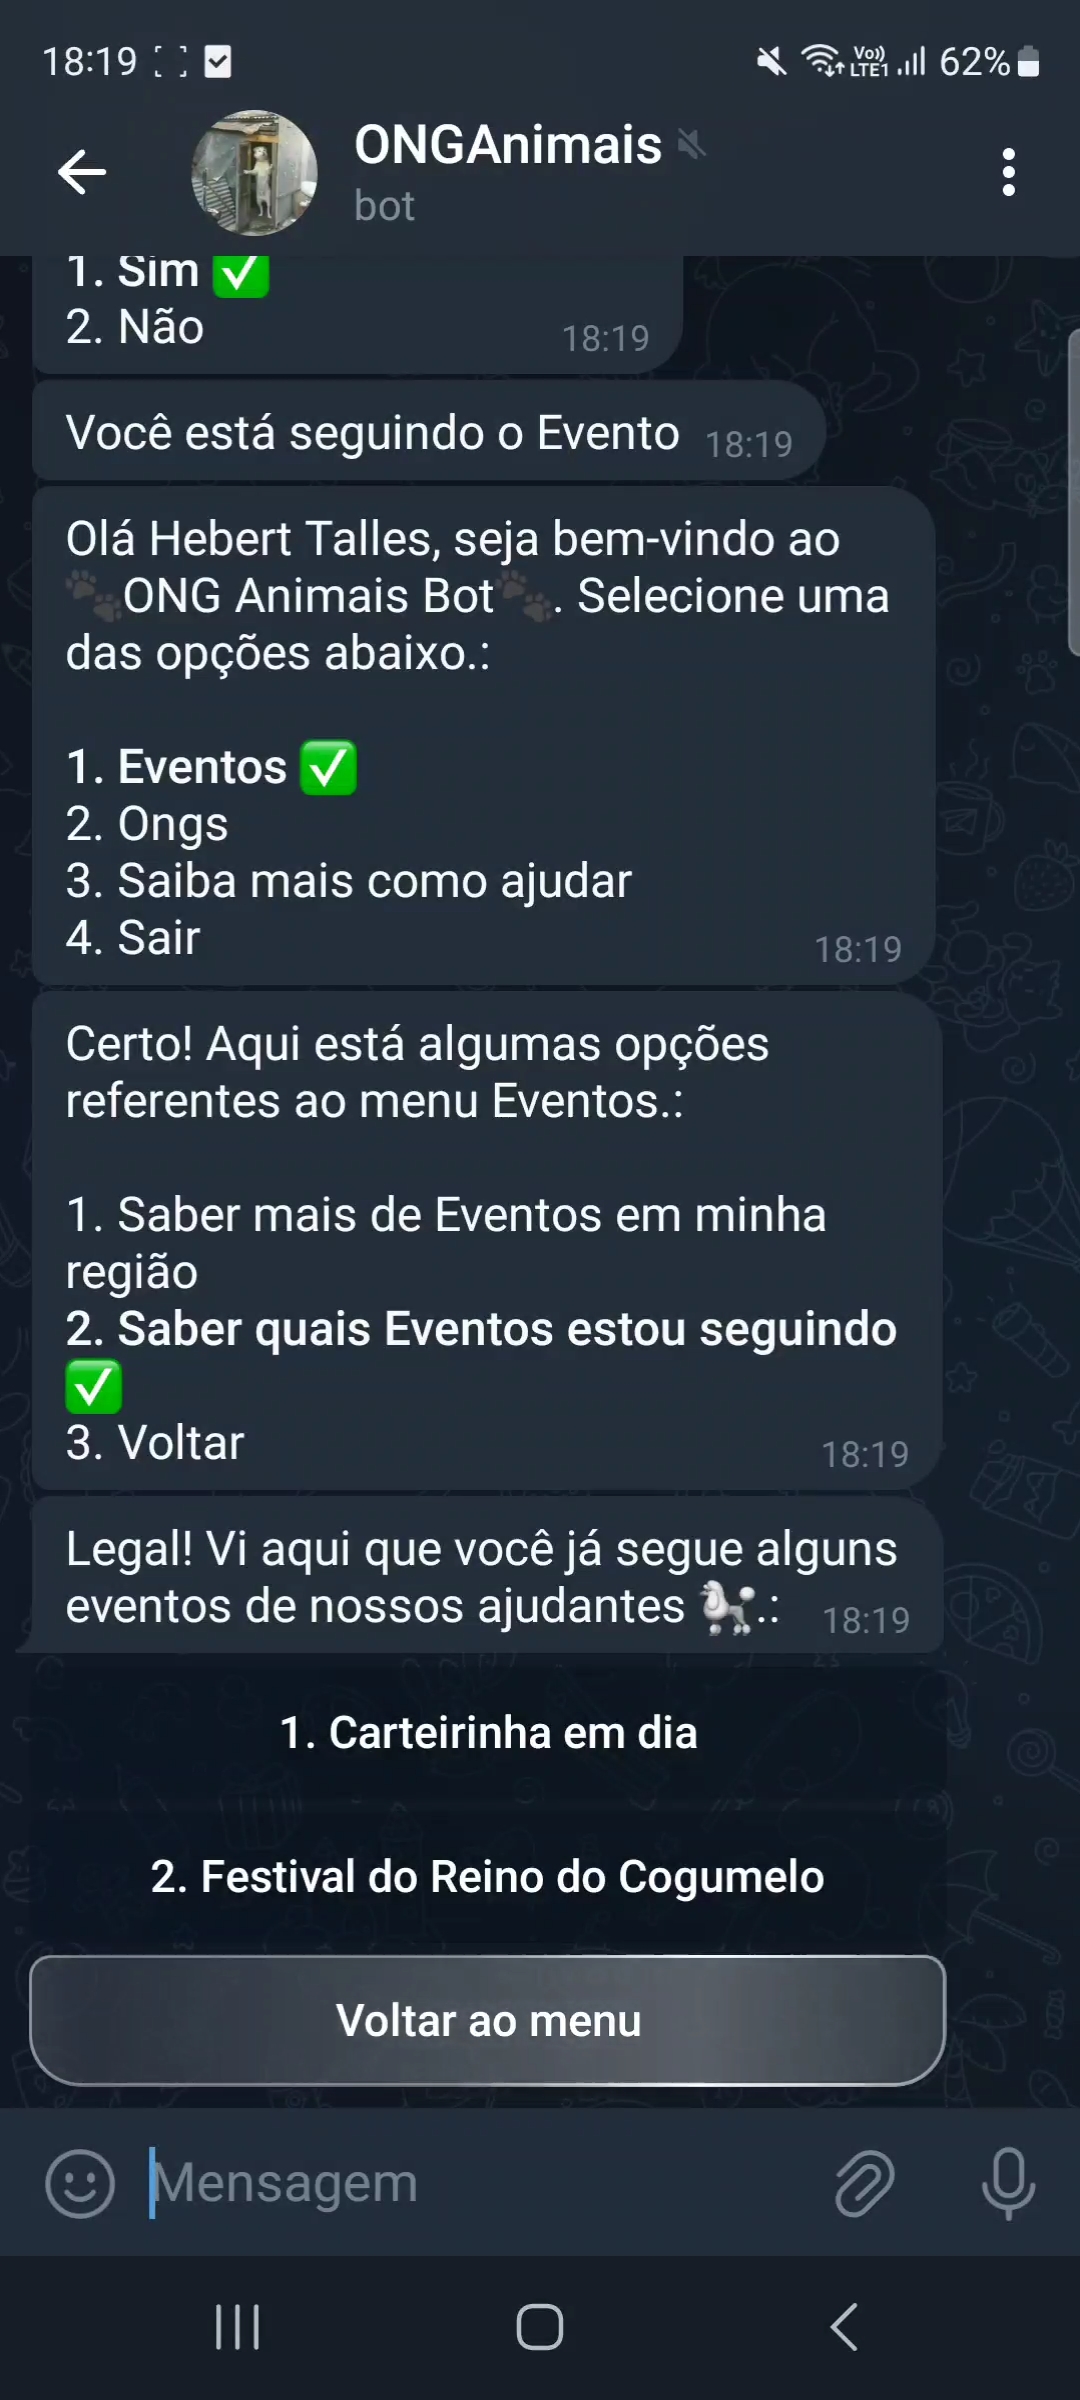 18:19 Vo)) LTE1 62%
ONGAnimais
bot
1. Sim ✅
2. Não 18:19
Você está seguindo o Evento 18:19
Olá Hebert Talles, seja bem-vindo ao
🐾ONG Animais Bot🐾. Selecione uma
das opções abaixo.:
1. Eventos ✅
2. Ongs
3. Saiba mais como ajudar
4. Sair 18:19
Certo! Aqui está algumas opções
referentes ao menu Eventos.:
1. Saber mais de Eventos em minha
região
2. Saber quais Eventos estou seguindo
✅
3. Voltar 18:19
Legal! Vi aqui que você já segue alguns
eventos de nossos ajudantes 🐩.: 18:19
1. Carteirinha em dia
2. Festival do Reino do Cogumelo
Voltar ao menu
Mensagem